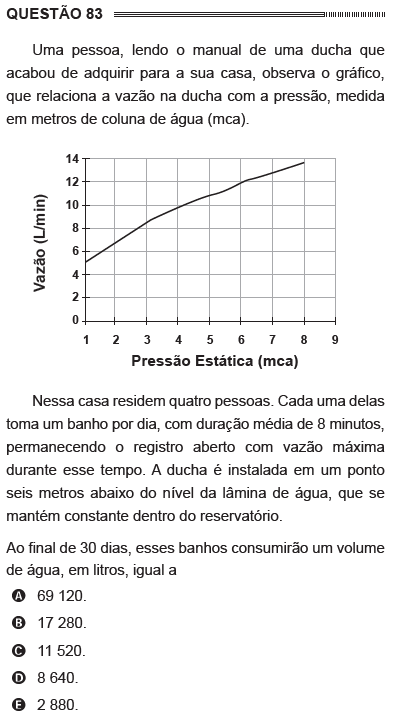 QUESTÃO 83
Uma pessoa, lendo o manual de uma ducha que
acabou de adquirir para a sua casa, observa o gráfico,
que relaciona a vazão na ducha com a pressão, medida
em metros de coluna de água (mca).
Vazão (L/min)
14
12
10
8
6
4
2
0
1 2 3 4 5 6 7 8 9
Pressão Estática (mca)
Nessa casa residem quatro pessoas. Cada uma delas
toma um banho por dia, com duração média de 8 minutos,
permanecendo o registro aberto com vazão máxima
durante esse tempo. A ducha é instalada em um ponto
seis metros abaixo do nível da lâmina de água, que se
mantém constante dentro do reservatório.
Ao final de 30 dias, esses banhos consumirão um volume
de água, em litros, igual a
A 69 120.
B 17 280.
C 11 520.
D 8 640.
E 2 880.